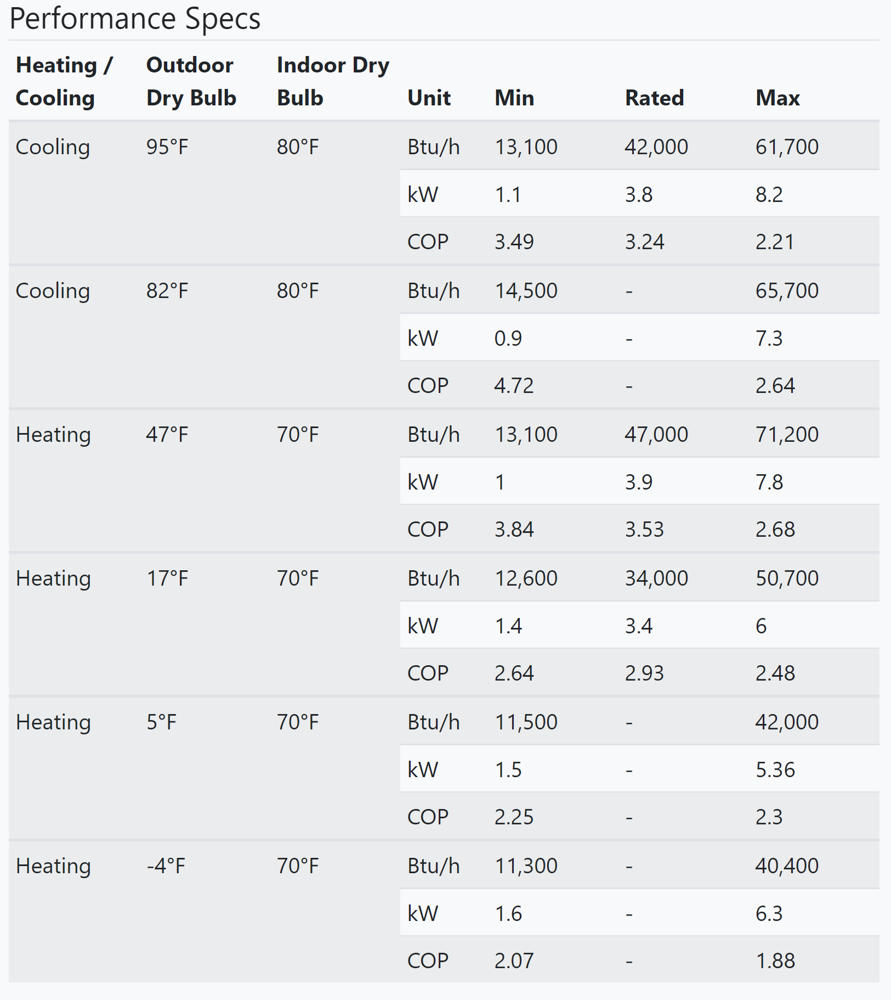 Performance Specs
Heating / Outdoor Indoor Dry
Cooling Dry Bulb Bulb Unit Min Rated Max
Cooling 95°F 80°F Btu/h 13,100 42,000 61,700
kW 1.1 3.8 8.2
COP 3.49 3.24 2.21
Cooling 82°F 80°F Btu/h 14,500 - 65,700
kW 0.9 - 7.3
COP 4.72 - 2.64
Heating 47°F 70°F Btu/h 13,100 47,000 71,200
kW 1 3.9 7.8
COP 3.84 3.53 2.68
Heating 17°F 70°F Btu/h 12,600 34,000 50,700
kW 1.4 3.4 6
COP 2.64 2.93 2.48
Heating 5°F 70°F Btu/h 11,500 - 42,000
kW 1.5 - 5.36
COP 2.25 - 2.3
Heating -4°F 70°F Btu/h 11,300 - 40,400
kW 1.6 - 6.3
COP 2.07 - 1.88